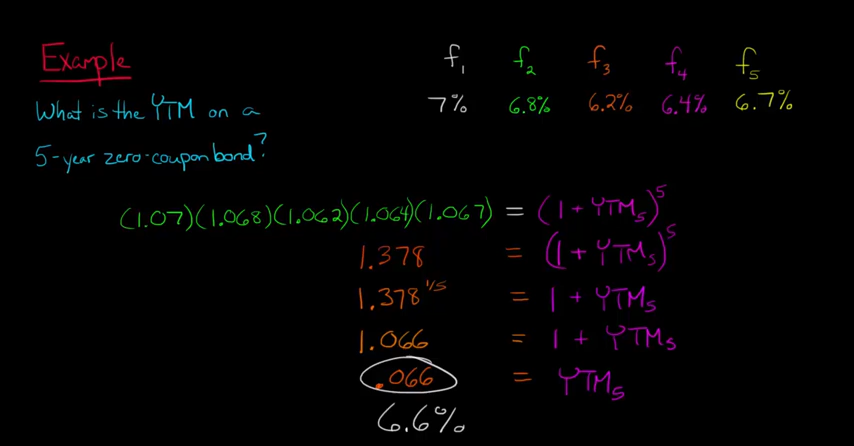 Example
f₁ f₂ f₃ f₄ f₅
7% 6.8% 6.2% 6.4% 6.7%
What is the YTM on a
5-year zero-coupon bond?
(1.07)(1.068)(1.062)(1.064)(1.067) = (1 + YTM₅)⁵
1.378 = (1 + YTM₅)⁵
1.378^1/5 = 1 + YTM₅
1.066 = 1 + YTM₅
.066 = YTM₅
6.6%